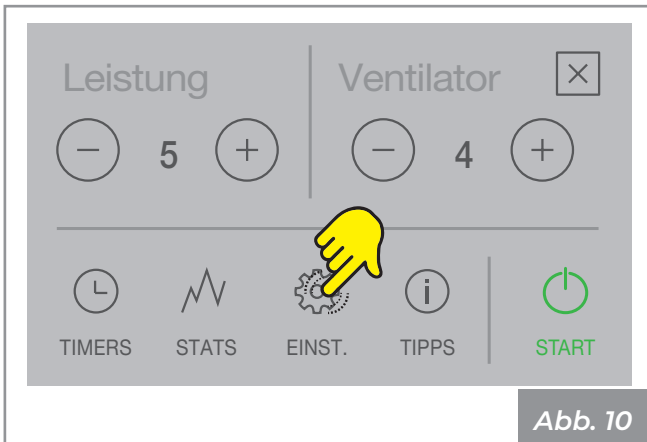 Leistung Ventilator
5 4
TIMERS STATS EINST. TIPPS START
Abb. 10